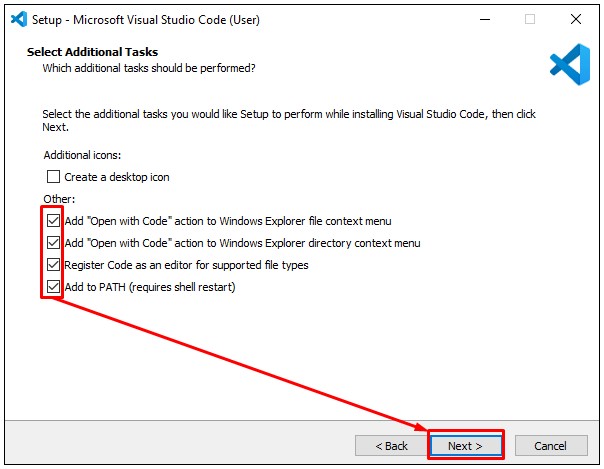 Setup - Microsoft Visual Studio Code (User)
Select Additional Tasks
Which additional tasks should be performed?
Select the additional tasks you would like Setup to perform while installing Visual Studio Code, then click
Next.
Additional icons:
Create a desktop icon
Other:
Add "Open with Code" action to Windows Explorer file context menu
Add "Open with Code" action to Windows Explorer directory context menu
Register Code as an editor for supported file types
Add to PATH (requires shell restart)
< Back Next > Cancel